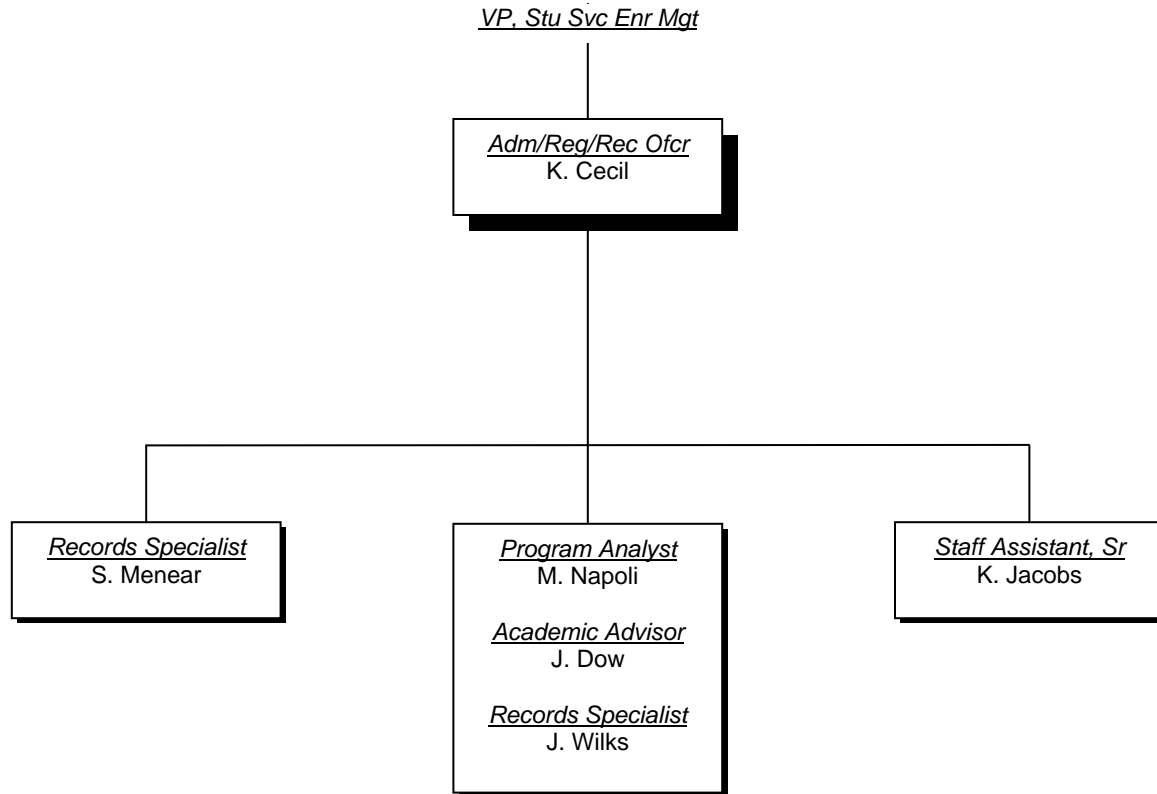 VP, Stu Svc Enr Mgt
Adm/Reg/Rec Ofcr
K. Cecil
Records Specialist
S. Menear
Program Analyst
M. Napoli
Academic Advisor
J. Dow
Records Specialist
J. Wilks
Staff Assistant, Sr
K. Jacobs